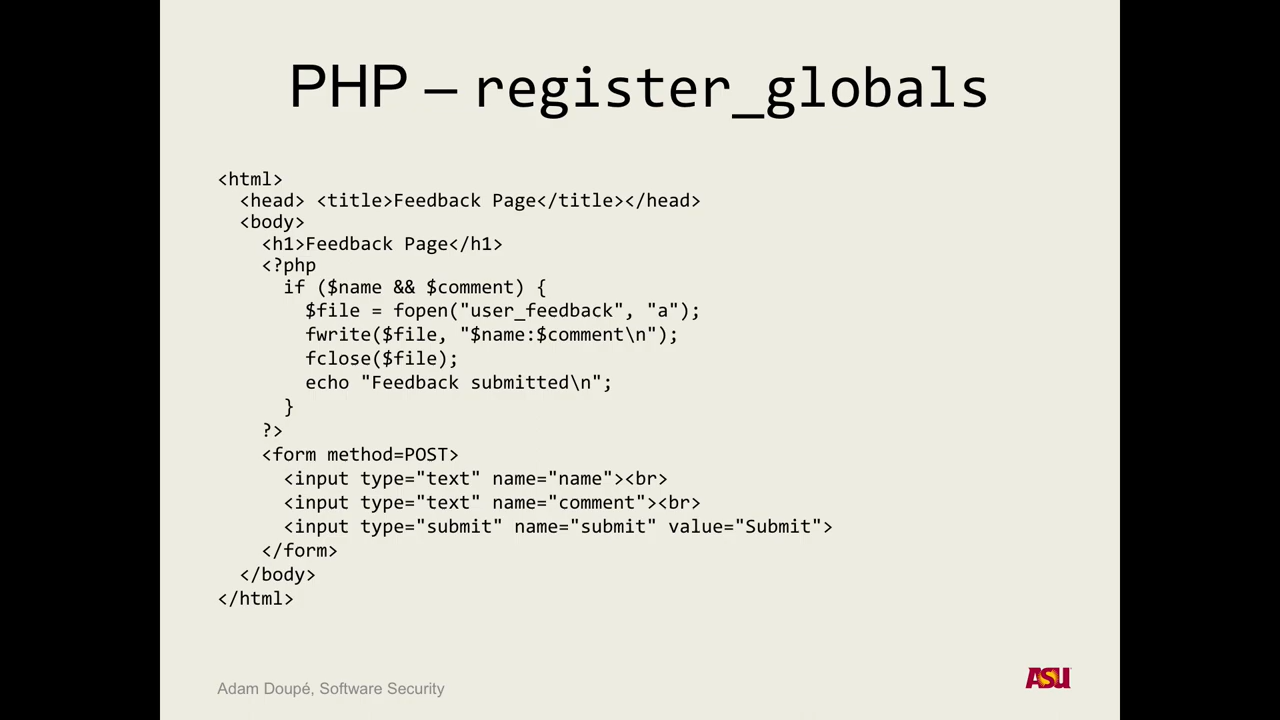 PHP – register_globals
<html>
  <head> <title>Feedback Page</title></head>
  <body>
    <h1>Feedback Page</h1>
    <?php
      if ($name && $comment) {
        $file = fopen("user_feedback", "a");
        fwrite($file, "$name:$comment\n");
        fclose($file);
        echo "Feedback submitted\n";
      }
    ?>
    <form method=POST>
      <input type="text" name="name"><br>
      <input type="text" name="comment"><br>
      <input type="submit" name="submit" value="Submit">
    </form>
  </body>
</html>
Adam Doupé, Software Security
ASU